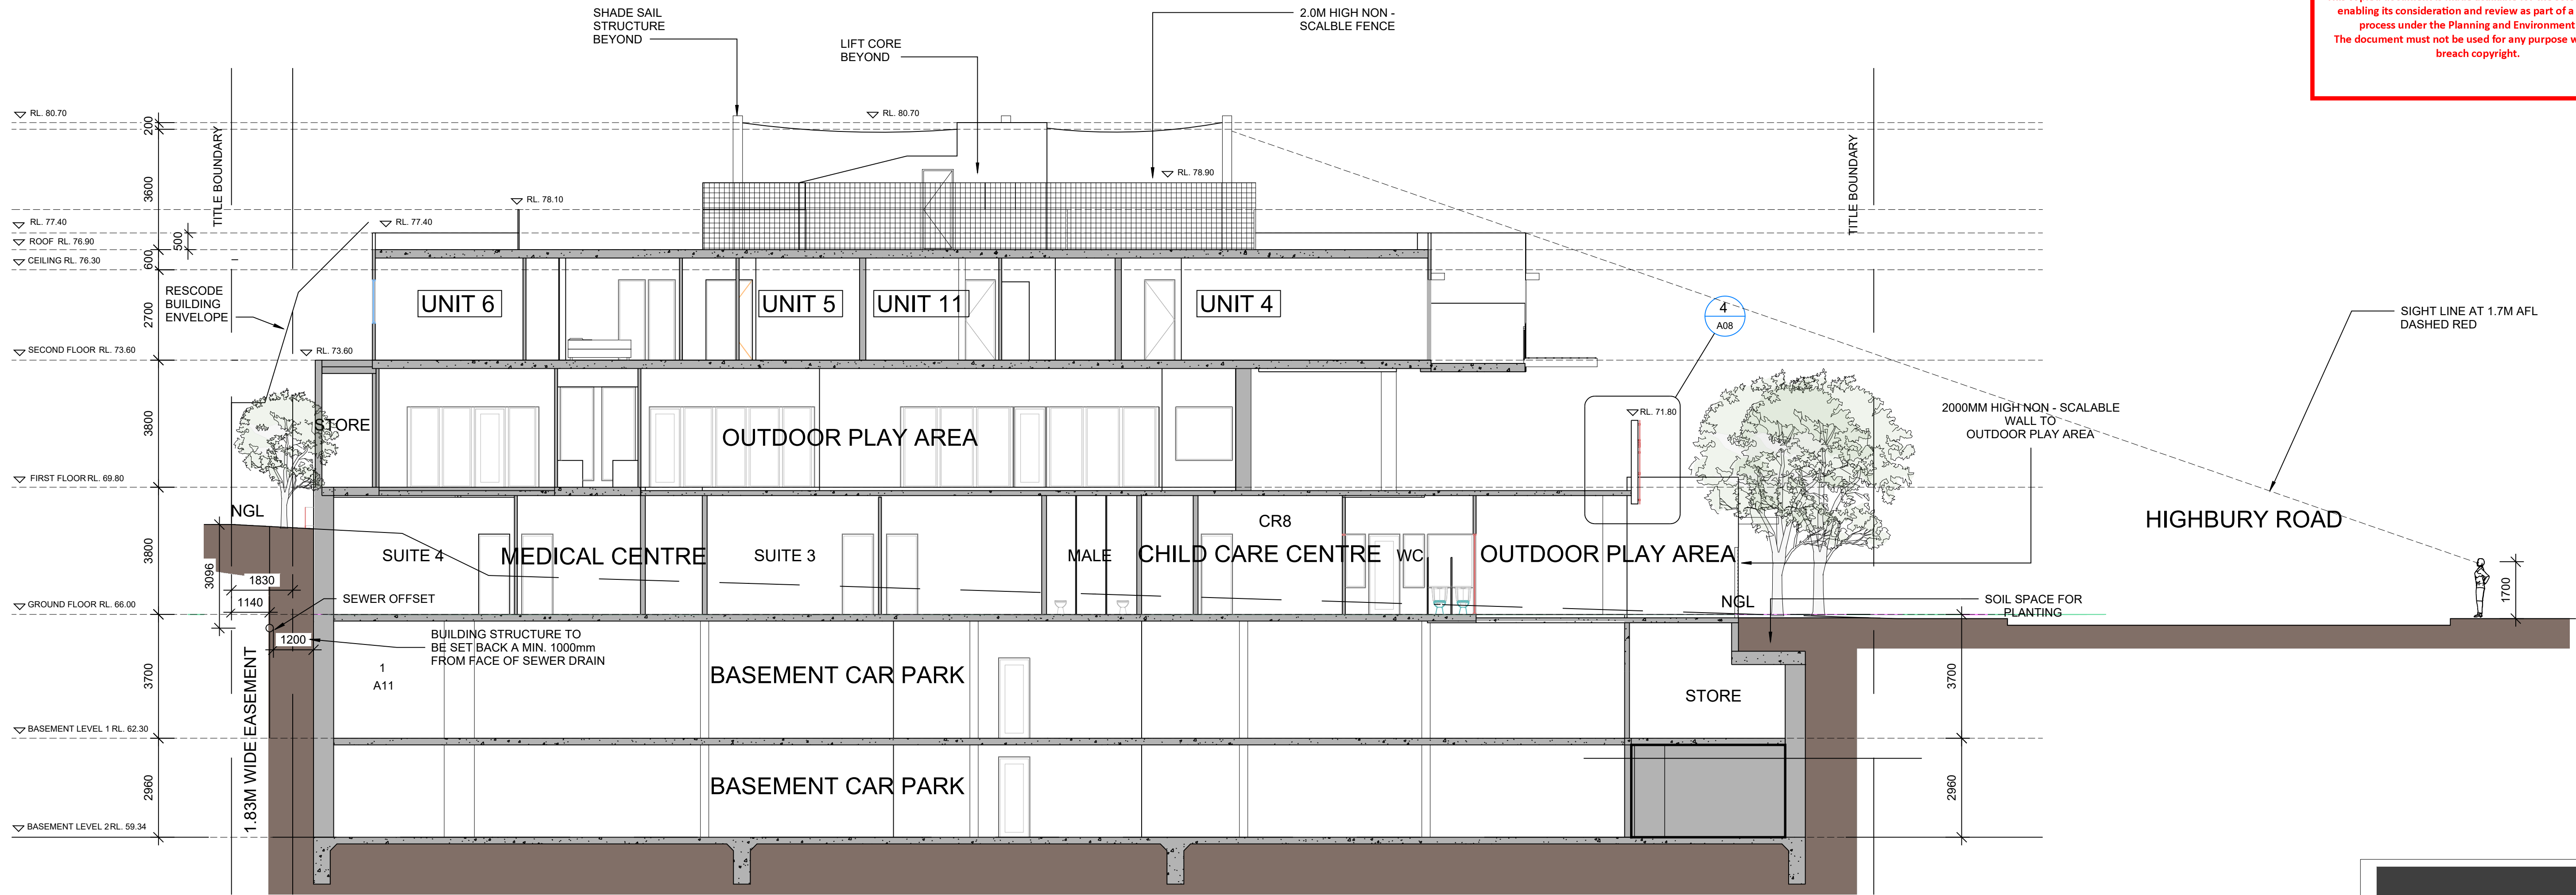 enabling its consideration and review as part of a
process under the Planning and Environment
The document must not be used for any purpose w
breach copyright.
SHADE SAIL
STRUCTURE
BEYOND
LIFT CORE
BEYOND
2.0M HIGH NON -
SCALBLE FENCE
RL. 80.70
RL. 80.70
200
TITLE BOUNDARY
TITLE BOUNDARY
3600
RL. 78.90
RL. 78.10
RL. 77.40
RL. 77.40
ROOF RL. 76.90
500
CEILING RL. 76.30
600
RESCODE
BUILDING
ENVELOPE
2700
UNIT 6
UNIT 5
UNIT 11
UNIT 4
4
A08
SIGHT LINE AT 1.7M AFL
DASHED RED
SECOND FLOOR RL. 73.60
RL. 73.60
3800
STORE
OUTDOOR PLAY AREA
RL. 71.80
2000MM HIGH NON - SCALABLE
WALL TO
OUTDOOR PLAY AREA
FIRST FLOOR RL. 69.80
NGL
HIGHBURY ROAD
3800
SUITE 4
MEDICAL CENTRE
SUITE 3
MALE
CR8
CHILD CARE CENTRE
WC
OUTDOOR PLAY AREA
3096
1830
1140
SEWER OFFSET
1700
GROUND FLOOR RL. 66.00
NGL
SOIL SPACE FOR
PLANTING
1200
BUILDING STRUCTURE TO
BE SET BACK A MIN. 1000mm
FROM FACE OF SEWER DRAIN
1
A11
3700
BASEMENT CAR PARK
STORE
3700
1.83M WIDE EASEMENT
BASEMENT LEVEL 1 RL. 62.30
2960
BASEMENT CAR PARK
2960
BASEMENT LEVEL 2 RL. 59.34